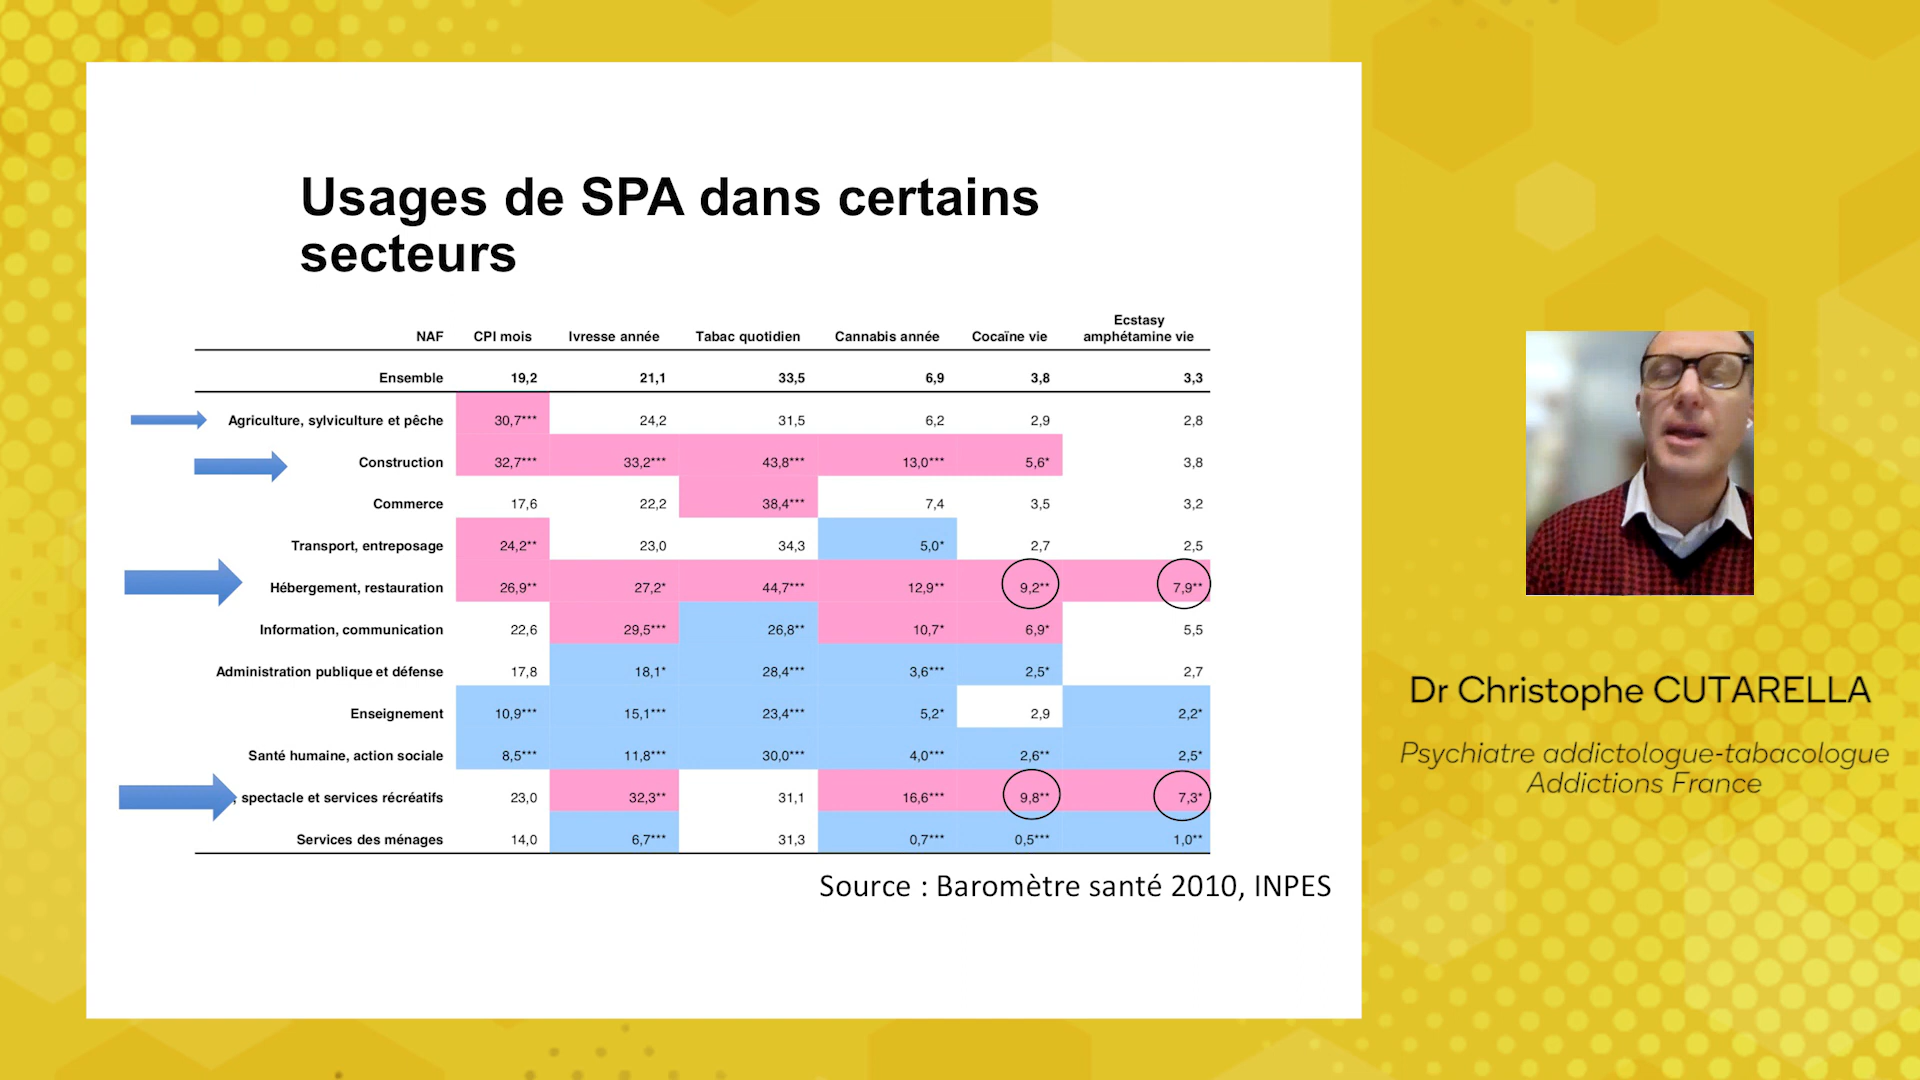 Usages de SPA dans certains
secteurs
NAF CPI mois Ivresse année Tabac quotidien Cannabis année Cocaïne vie Ecstasy amphétamine vie
Ensemble 19,2 21,1 33,5 6,9 3,8 3,3
Agriculture, sylviculture et pêche 30,7*** 24,2 31,5 6,2 2,9 2,8
Construction 32,7*** 33,2*** 43,8*** 13,0*** 5,6* 3,8
Commerce 17,6 22,2 38,4*** 7,4 3,5 3,2
Transport, entreposage 24,2** 23,0 34,3 5,0* 2,7 2,5
Hébergement, restauration 26,9** 27,2* 44,7*** 12,9** 9,2** 7,9**
Information, communication 22,6 29,5*** 26,8** 10,7* 6,9* 5,5
Administration publique et défense 17,8 18,1* 28,4*** 3,6*** 2,5* 2,7
Enseignement 10,9*** 15,1*** 23,4*** 5,2* 2,9 2,2*
Santé humaine, action sociale 8,5*** 11,8*** 30,0*** 4,0*** 2,6** 2,5*
, spectacle et services récréatifs 23,0 32,3** 31,1 16,6*** 9,8** 7,3*
Services des ménages 14,0 6,7*** 31,3 0,7*** 0,5*** 1,0**
Source : Baromètre santé 2010, INPES
Dr Christophe CUTARELLA
Psychiatre addictologue-tabacologue
Addictions France